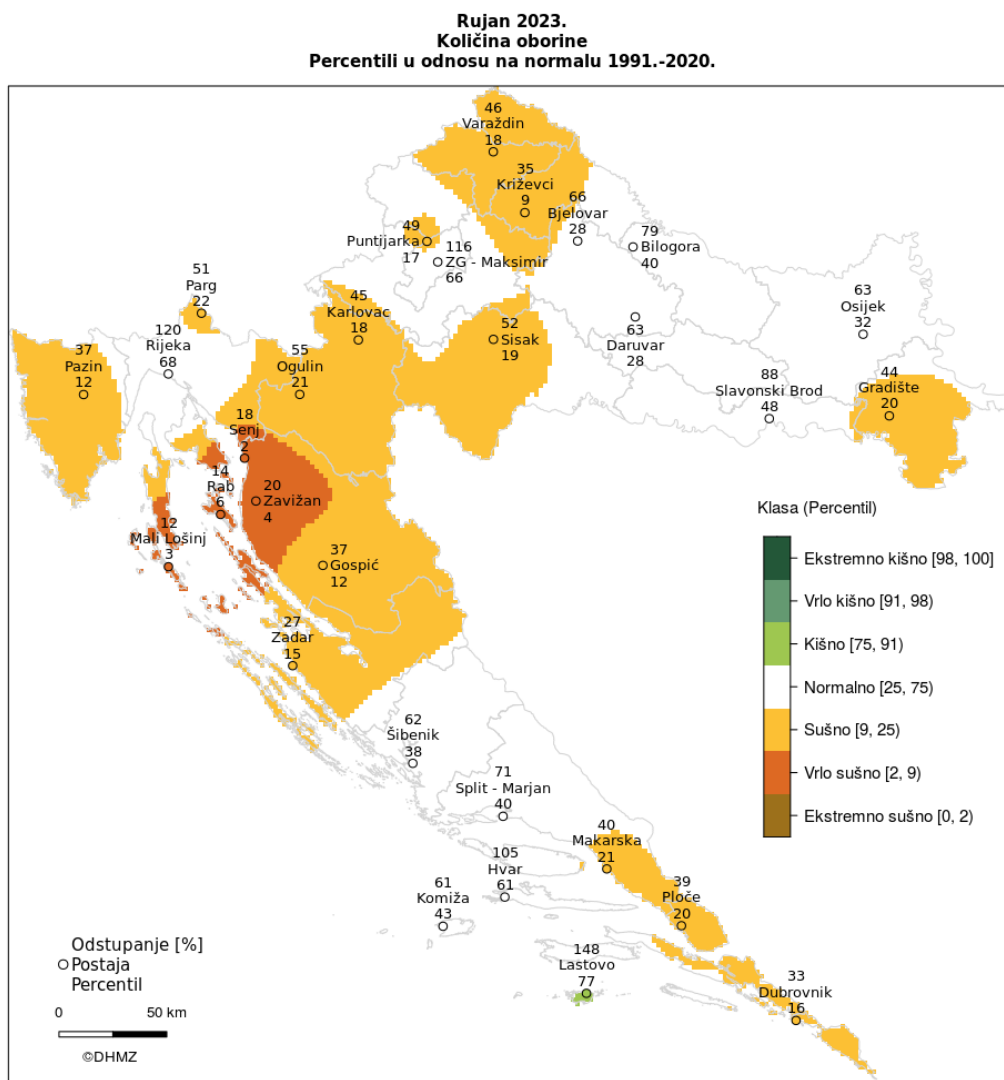 Rujan 2023.
Količina oborine
Percentili u odnosu na normalu 1991.-2020.
46
Varaždin
18
35
Križevci
9
66
Bjelovar
28
49
Puntijarka
17
116
ZG - Maksimir
66
79
Bilogora
40
51
Parg
22
45
Karlovac
18
52
Sisak
19
63
Daruvar
28
63
Osijek
32
120
Rijeka
68
37
Pazin
12
55
Ogulin
21
88
Slavonski Brod
48
44
Gradište
20
18
Senj
2
14
Rab
6
20
Zavižan
4
12
Mali Lošinj
3
37
Gospić
12
27
Zadar
15
62
Šibenik
38
71
Split - Marjan
40
40
Makarska
21
105
Hvar
61
61
Komiža
43
39
Ploče
20
148
Lastovo
77
33
Dubrovnik
16
Klasa (Percentil)
Ekstremno kišno [98, 100]
Vrlo kišno [91, 98)
Kišno [75, 91)
Normalno [25, 75)
Sušno [9, 25)
Vrlo sušno [2, 9)
Ekstremno sušno [0, 2)
Odstupanje [%]
Postaja
Percentil
0 50 km
©DHMZ